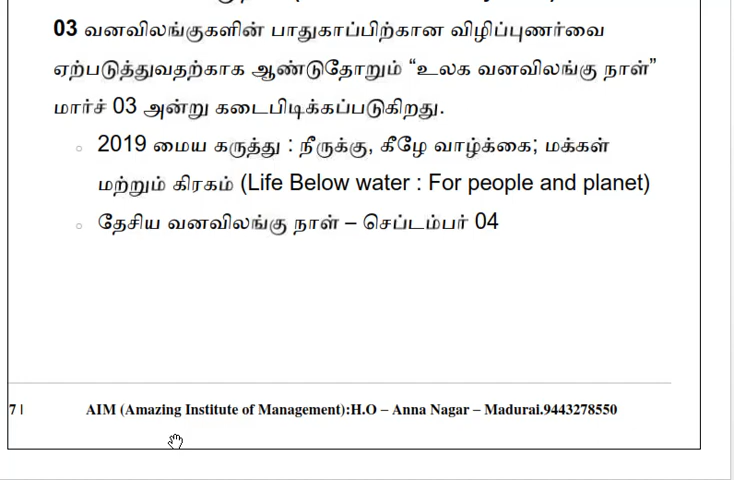 03 வனவிலங்குகளின் பாதுகாப்பிற்கான விழிப்புணர்வை
ஏற்படுத்துவதற்காக ஆண்டுதோறும் “உலக வனவிலங்கு நாள்”
மார்ச் 03 அன்று கடைபிடிக்கப்படுகிறது.
○ 2019 மைய கருத்து : நீருக்கு, கீழே வாழ்க்கை; மக்கள்
மற்றும் கிரகம் (Life Below water : For people and planet)
○ தேசிய வனவிலங்கு நாள் – செப்டம்பர் 04
7 | AIM (Amazing Institute of Management):H.O – Anna Nagar – Madurai.9443278550